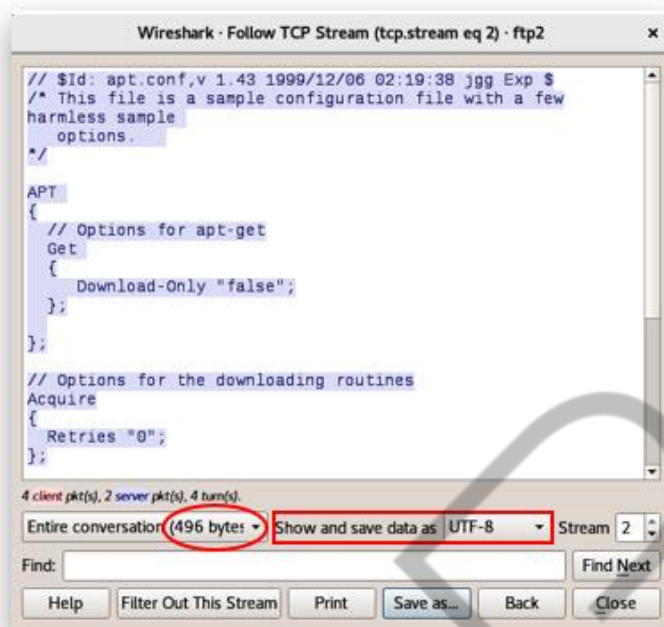 Wireshark · Follow TCP Stream (tcp.stream eq 2) · ftp2
// $Id: apt.conf,v 1.43 1999/12/06 02:19:38 jgg Exp $
/* This file is a sample configuration file with a few
harmless sample
options.
*/
APT
{
// Options for apt-get
Get
{
Download-Only "false";
};
};
// Options for the downloading routines
Acquire
{
Retries "0";
};
4 client pkt(s), 2 server pkt(s), 4 turn(s).
Entire conversation (496 bytes Show and save data as UTF-8 Stream 2
Find: Find Next
Help Filter Out This Stream Print Save as... Back Close